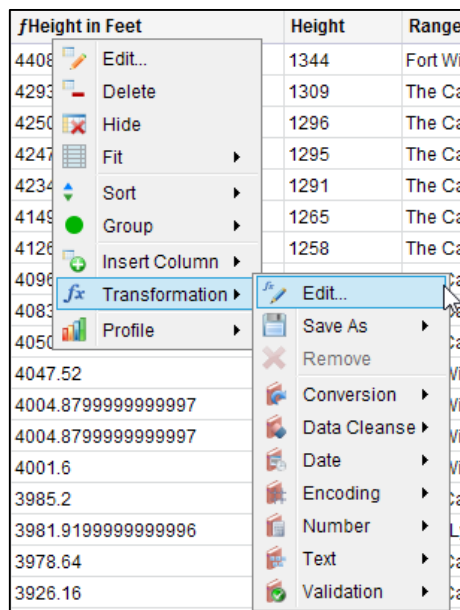 ƒHeight in Feet Height Range
4408 Edit... 1344 Fort Wi
4293 Delete 1309 The Ca
4250 Hide 1296 The Ca
4247 Fit 1295 The Ca
4234 Sort 1291 The Ca
4149 Group 1265 The Ca
4126 Insert Column 1258 The Ca
4096 fx Transformation fx Edit...
4083 Profile Save As
4050 Remove
4047.52 Conversion
4004.8799999999997 Data Cleanse
4004.8799999999997 Date
4001.6 Encoding
3985.2 Number
3981.9199999999996 Text
3978.64 Validation
3926.16